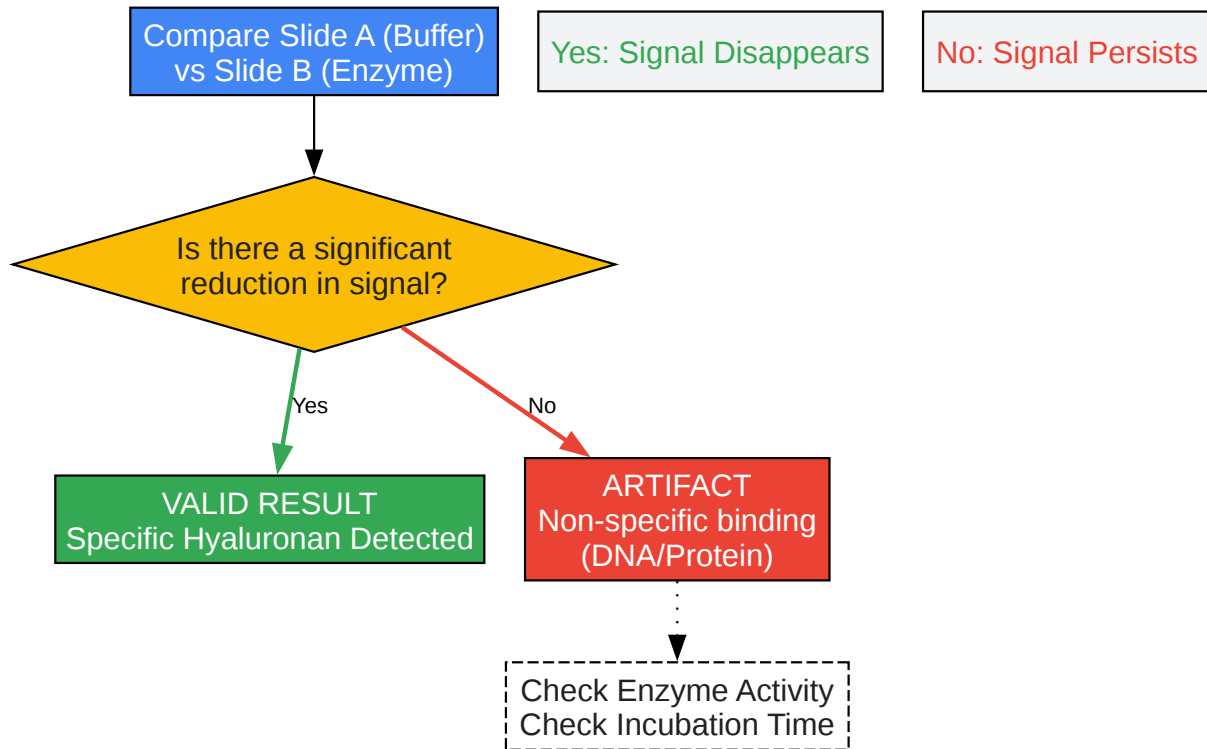 Compare Slide A (Buffer)
vs Slide B (Enzyme)
Yes: Signal Disappears
No: Signal Persists
Is there a significant
reduction in signal?
Yes
No
VALID RESULT
Specific Hyaluronan Detected
ARTIFACT
Non-specific binding
(DNA/Protein)
Check Enzyme Activity
Check Incubation Time